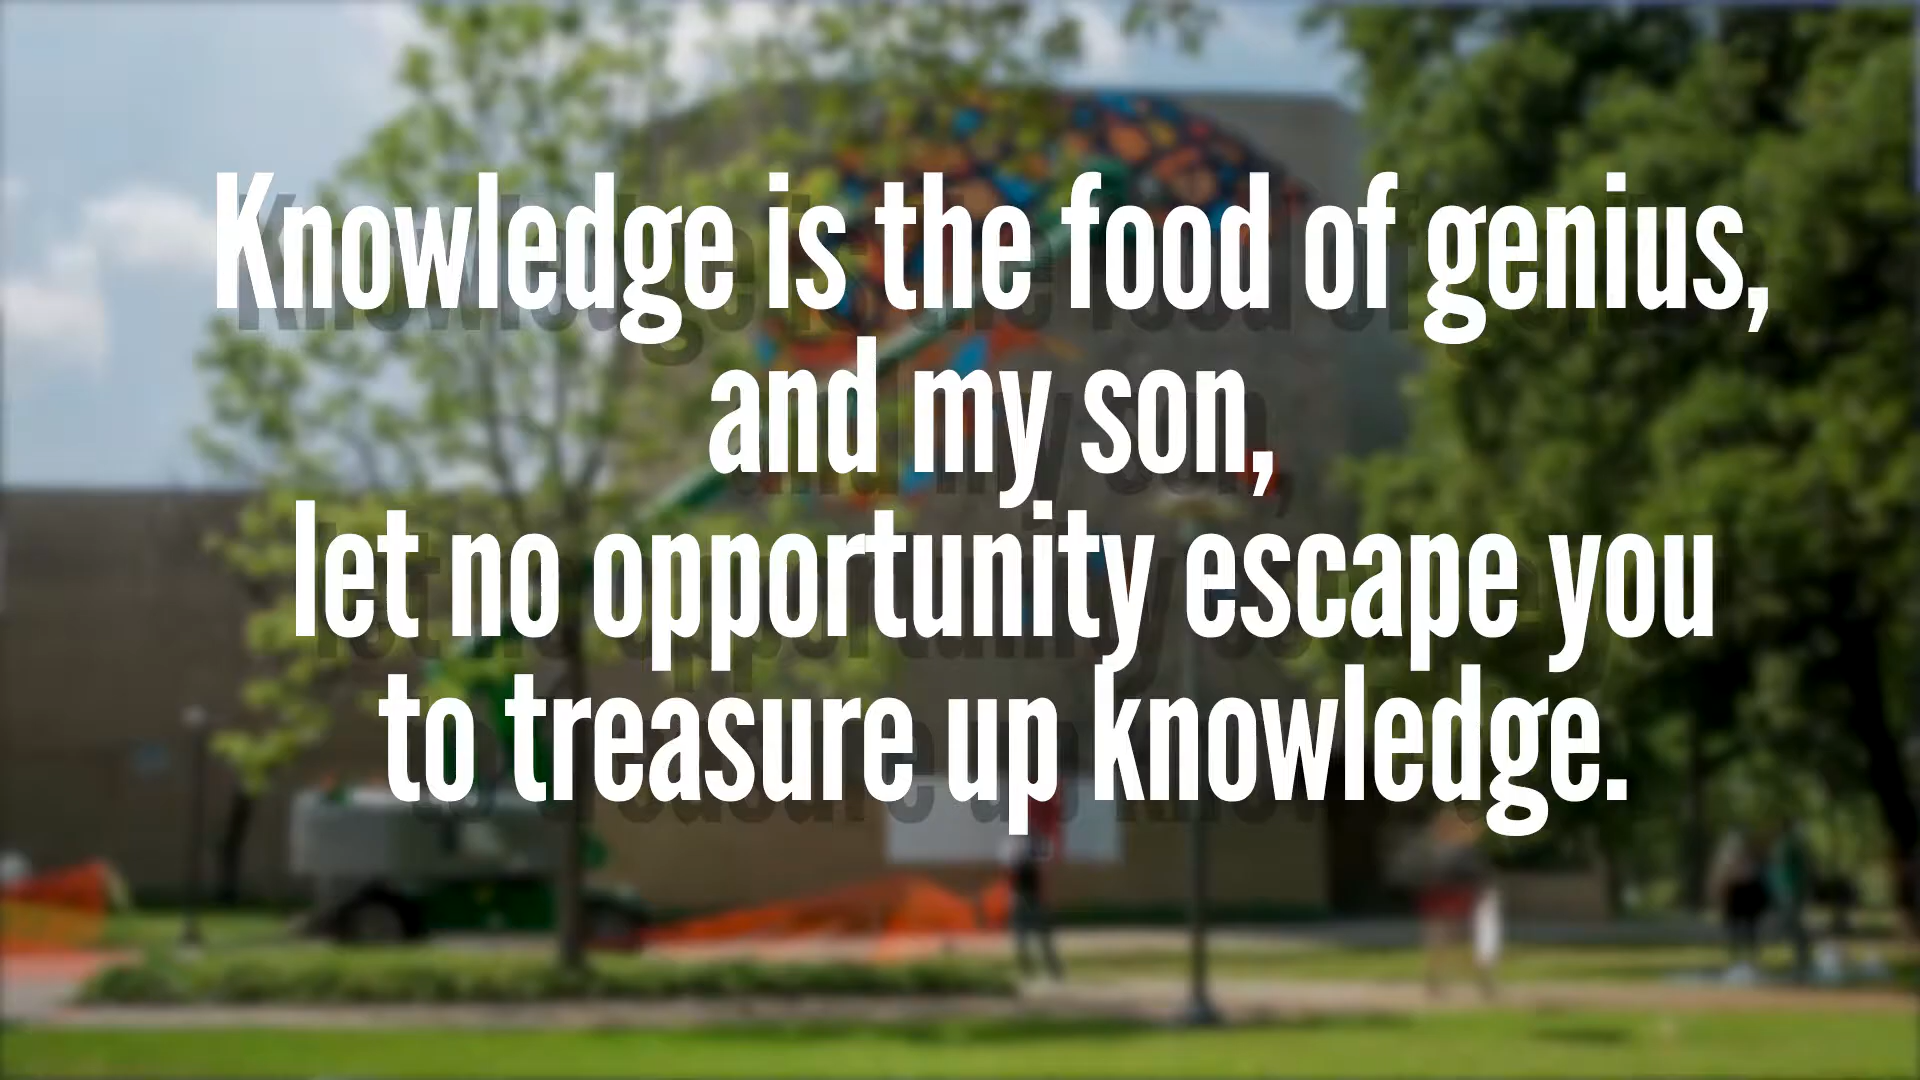 Knowledge is the food of genius,
and my son,
let no opportunity escape you
to treasure up knowledge.